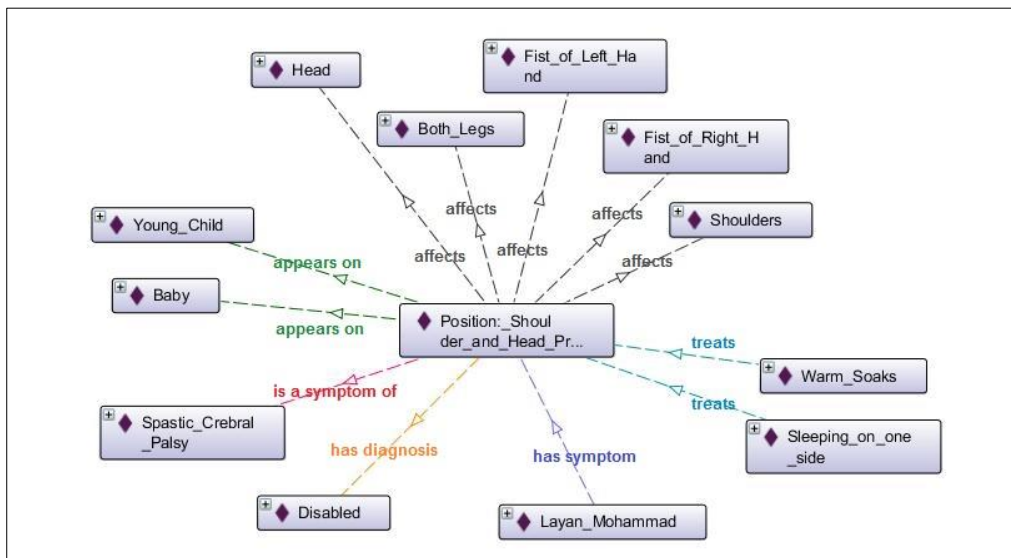 Head
Fist_of_Left_Ha
nd
Both_Legs
Fist_of_Right_H
and
affects
affects
Shoulders
Young_Child
affects
affects
affects
appears on
Baby
appears on
Position:_Shoul
der_and_Head_Pr...
treats
Warm_Soaks
is a symptom of
treats
Spastic_Crebral
_Palsy
Sleeping_on_one
_side
has diagnosis
has symptom
Disabled
Layan_Mohammad